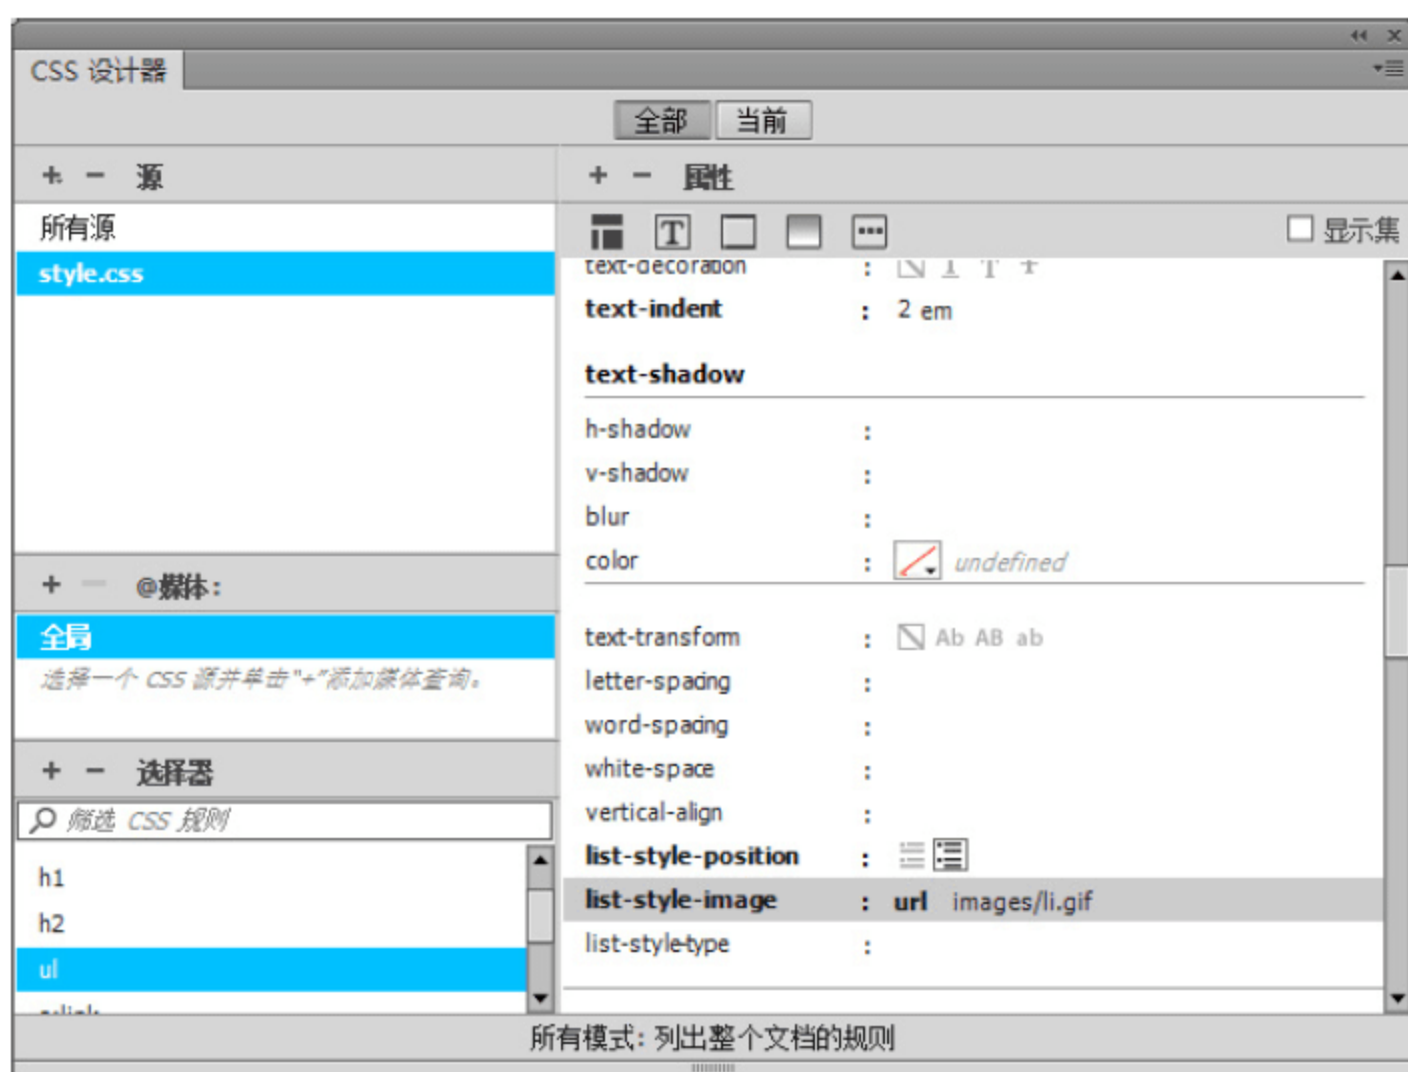 CSS 设计器
全部 当前
源
所有源
style.css
@媒体:
全局
选择一个 CSS 源并单击"+"添加媒体查询。
选择器
筛选 CSS 规则
h1
h2
ul
a:link
属性
显示集
text-decoration :
text-indent : 2 em
text-shadow
h-shadow :
v-shadow :
blur :
color : undefined
text-transform : Ab AB ab
letter-spacing :
word-spacing :
white-space :
vertical-align :
list-style-position :
list-style-image : url images/li.gif
list-style-type :
所有模式: 列出整个文档的规则